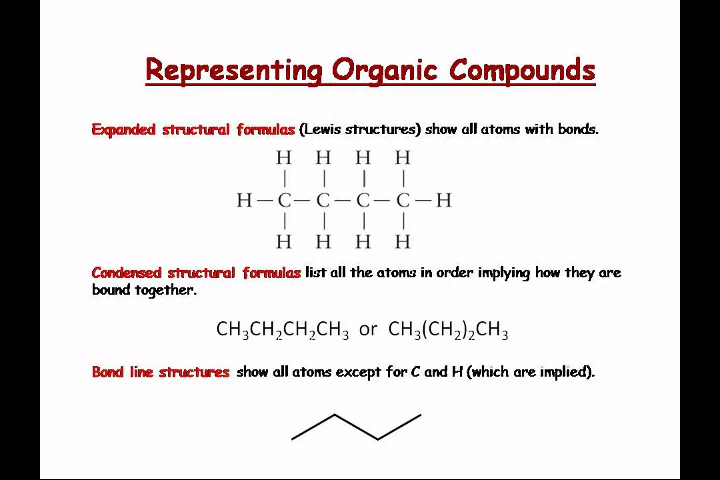 Representing Organic Compounds
Expanded structural formulas (Lewis structures) show all atoms with bonds.
H H H H
H—C—C—C—C—H
H H H H
Condensed structural formulas list all the atoms in order implying how they are
bound together.
CH₃CH₂CH₂CH₃ or CH₃(CH₂)₂CH₃
Bond line structures show all atoms except for C and H (which are implied).